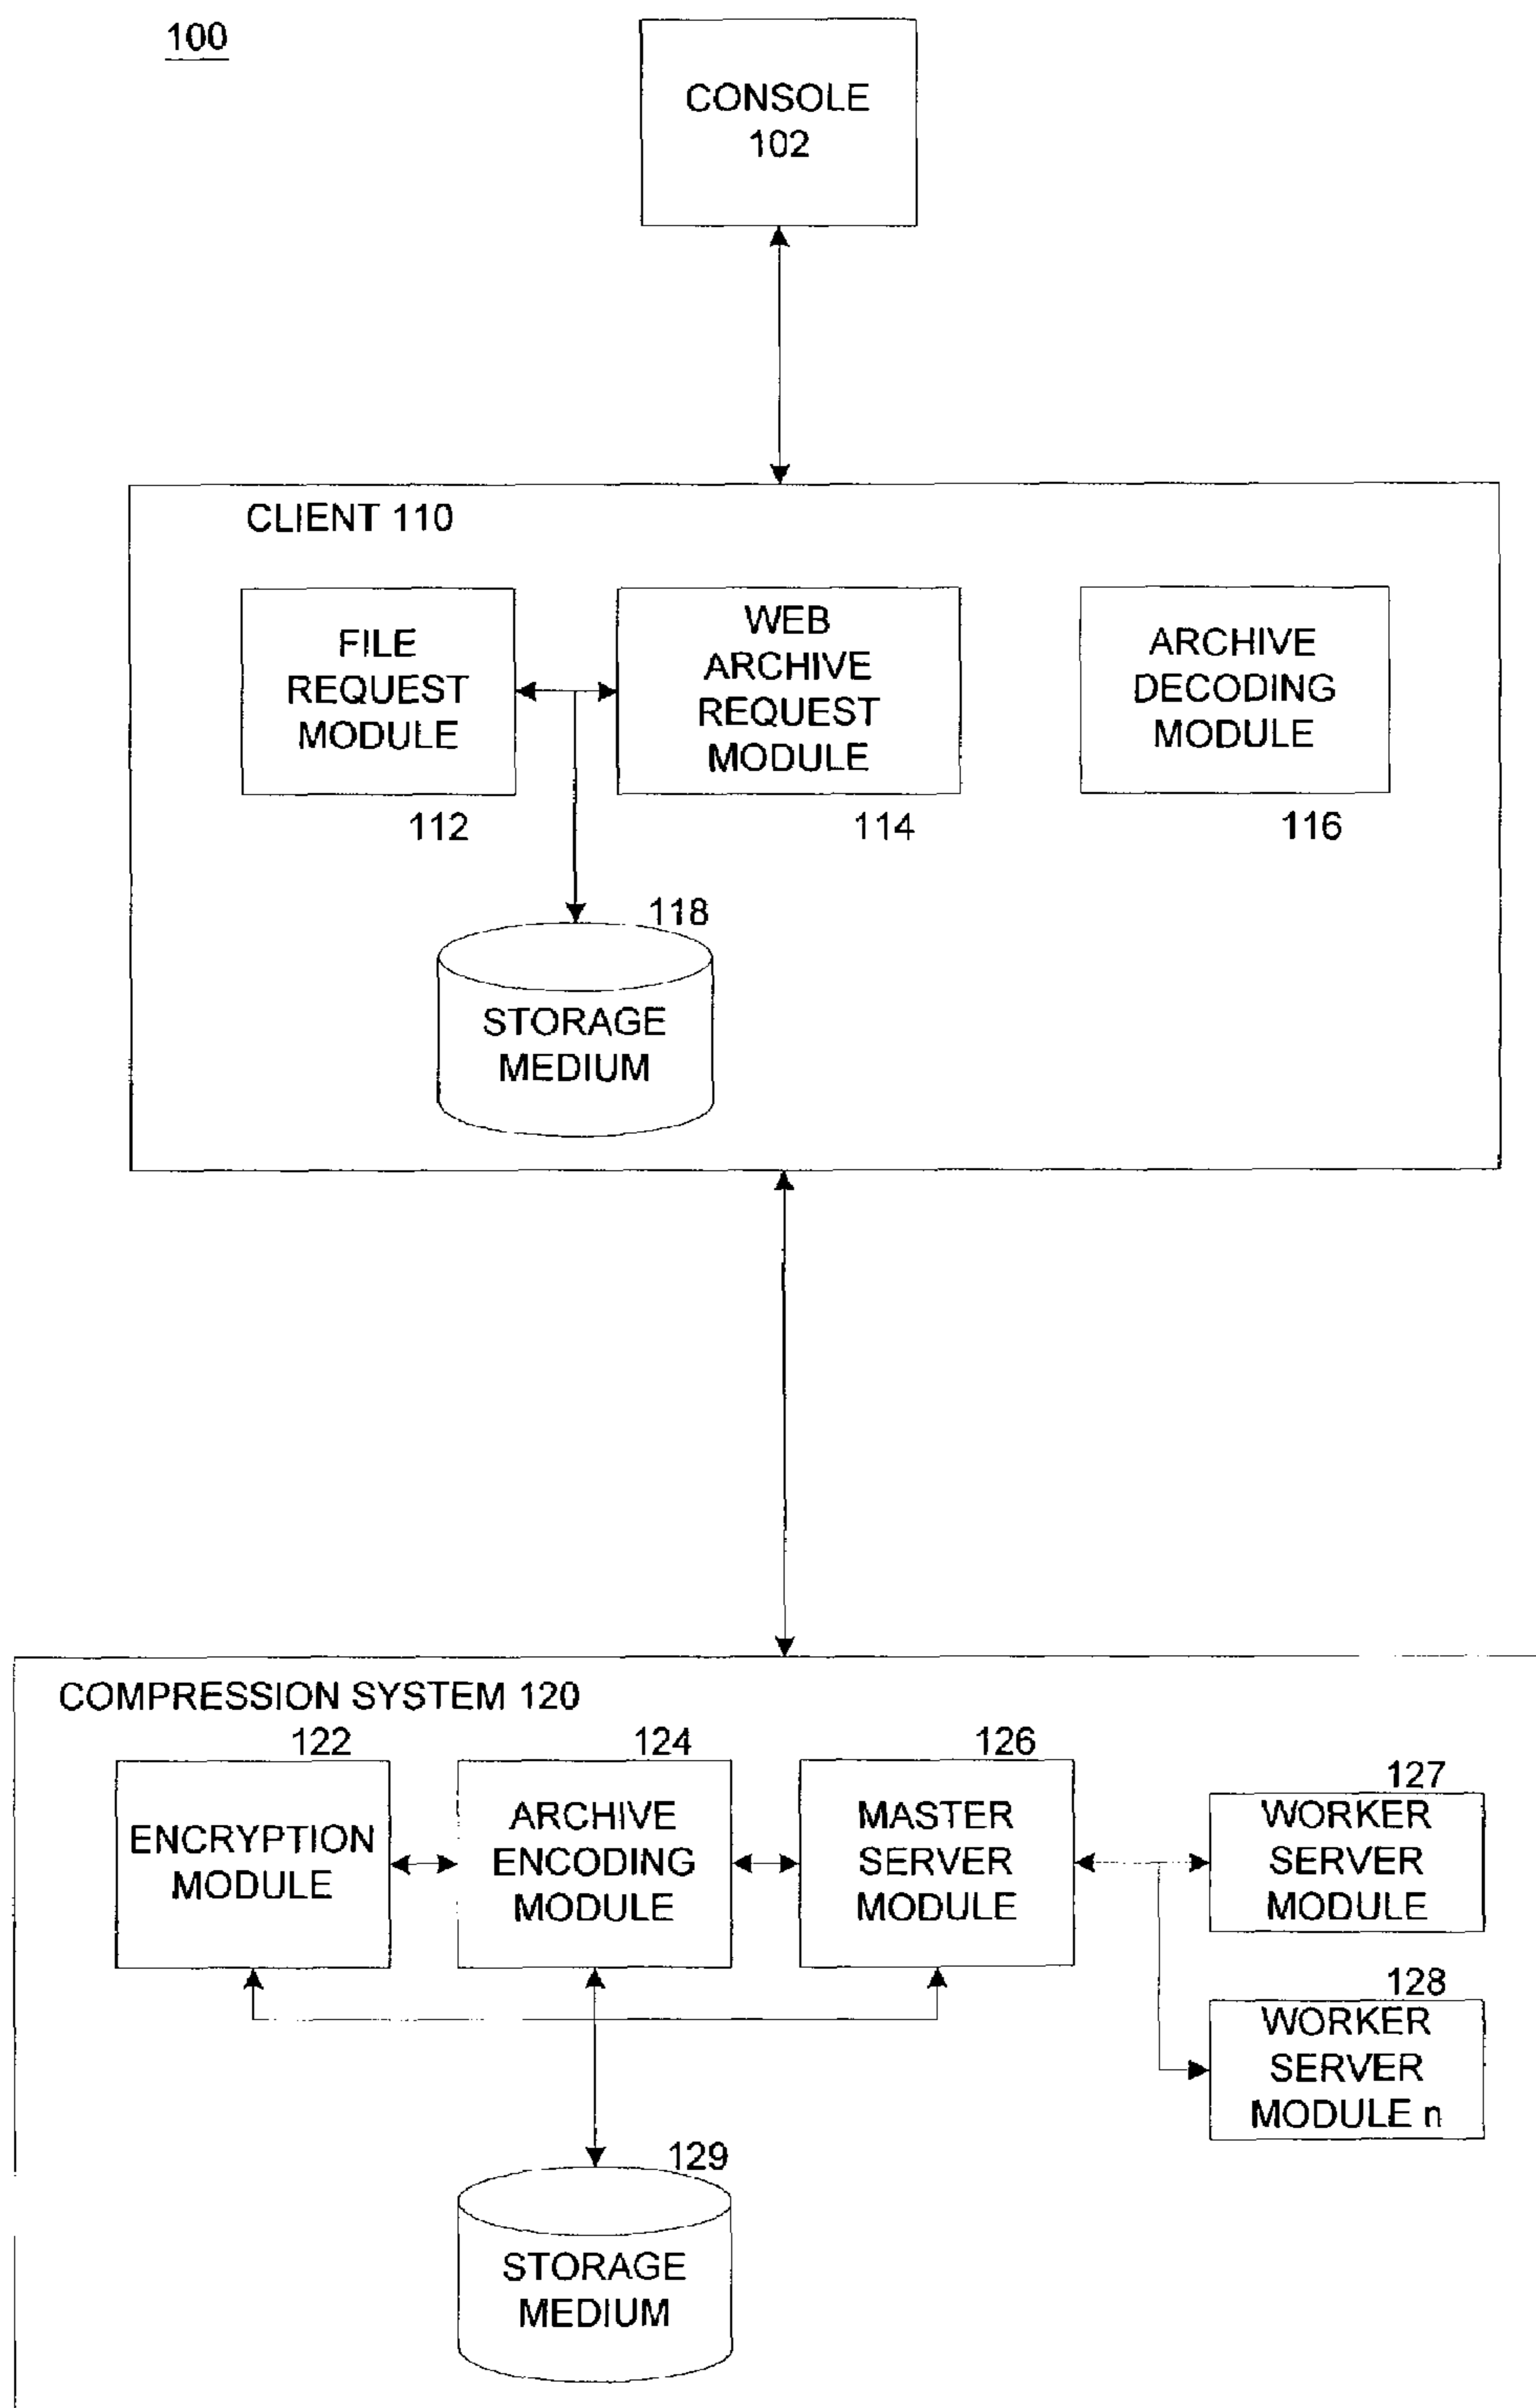 100
CONSOLE
102
CLIENT 110
FILE
REQUEST
MODULE
112
WEB
ARCHIVE
REQUEST
MODULE
114
ARCHIVE
DECODING
MODULE
116
118
STORAGE
MEDIUM
COMPRESSION SYSTEM 120
122
ENCRYPTION
MODULE
124
ARCHIVE
ENCODING
MODULE
126
MASTER
SERVER
MODULE
127
WORKER
SERVER
MODULE
128
WORKER
SERVER
MODULE n
129
STORAGE
MEDIUM